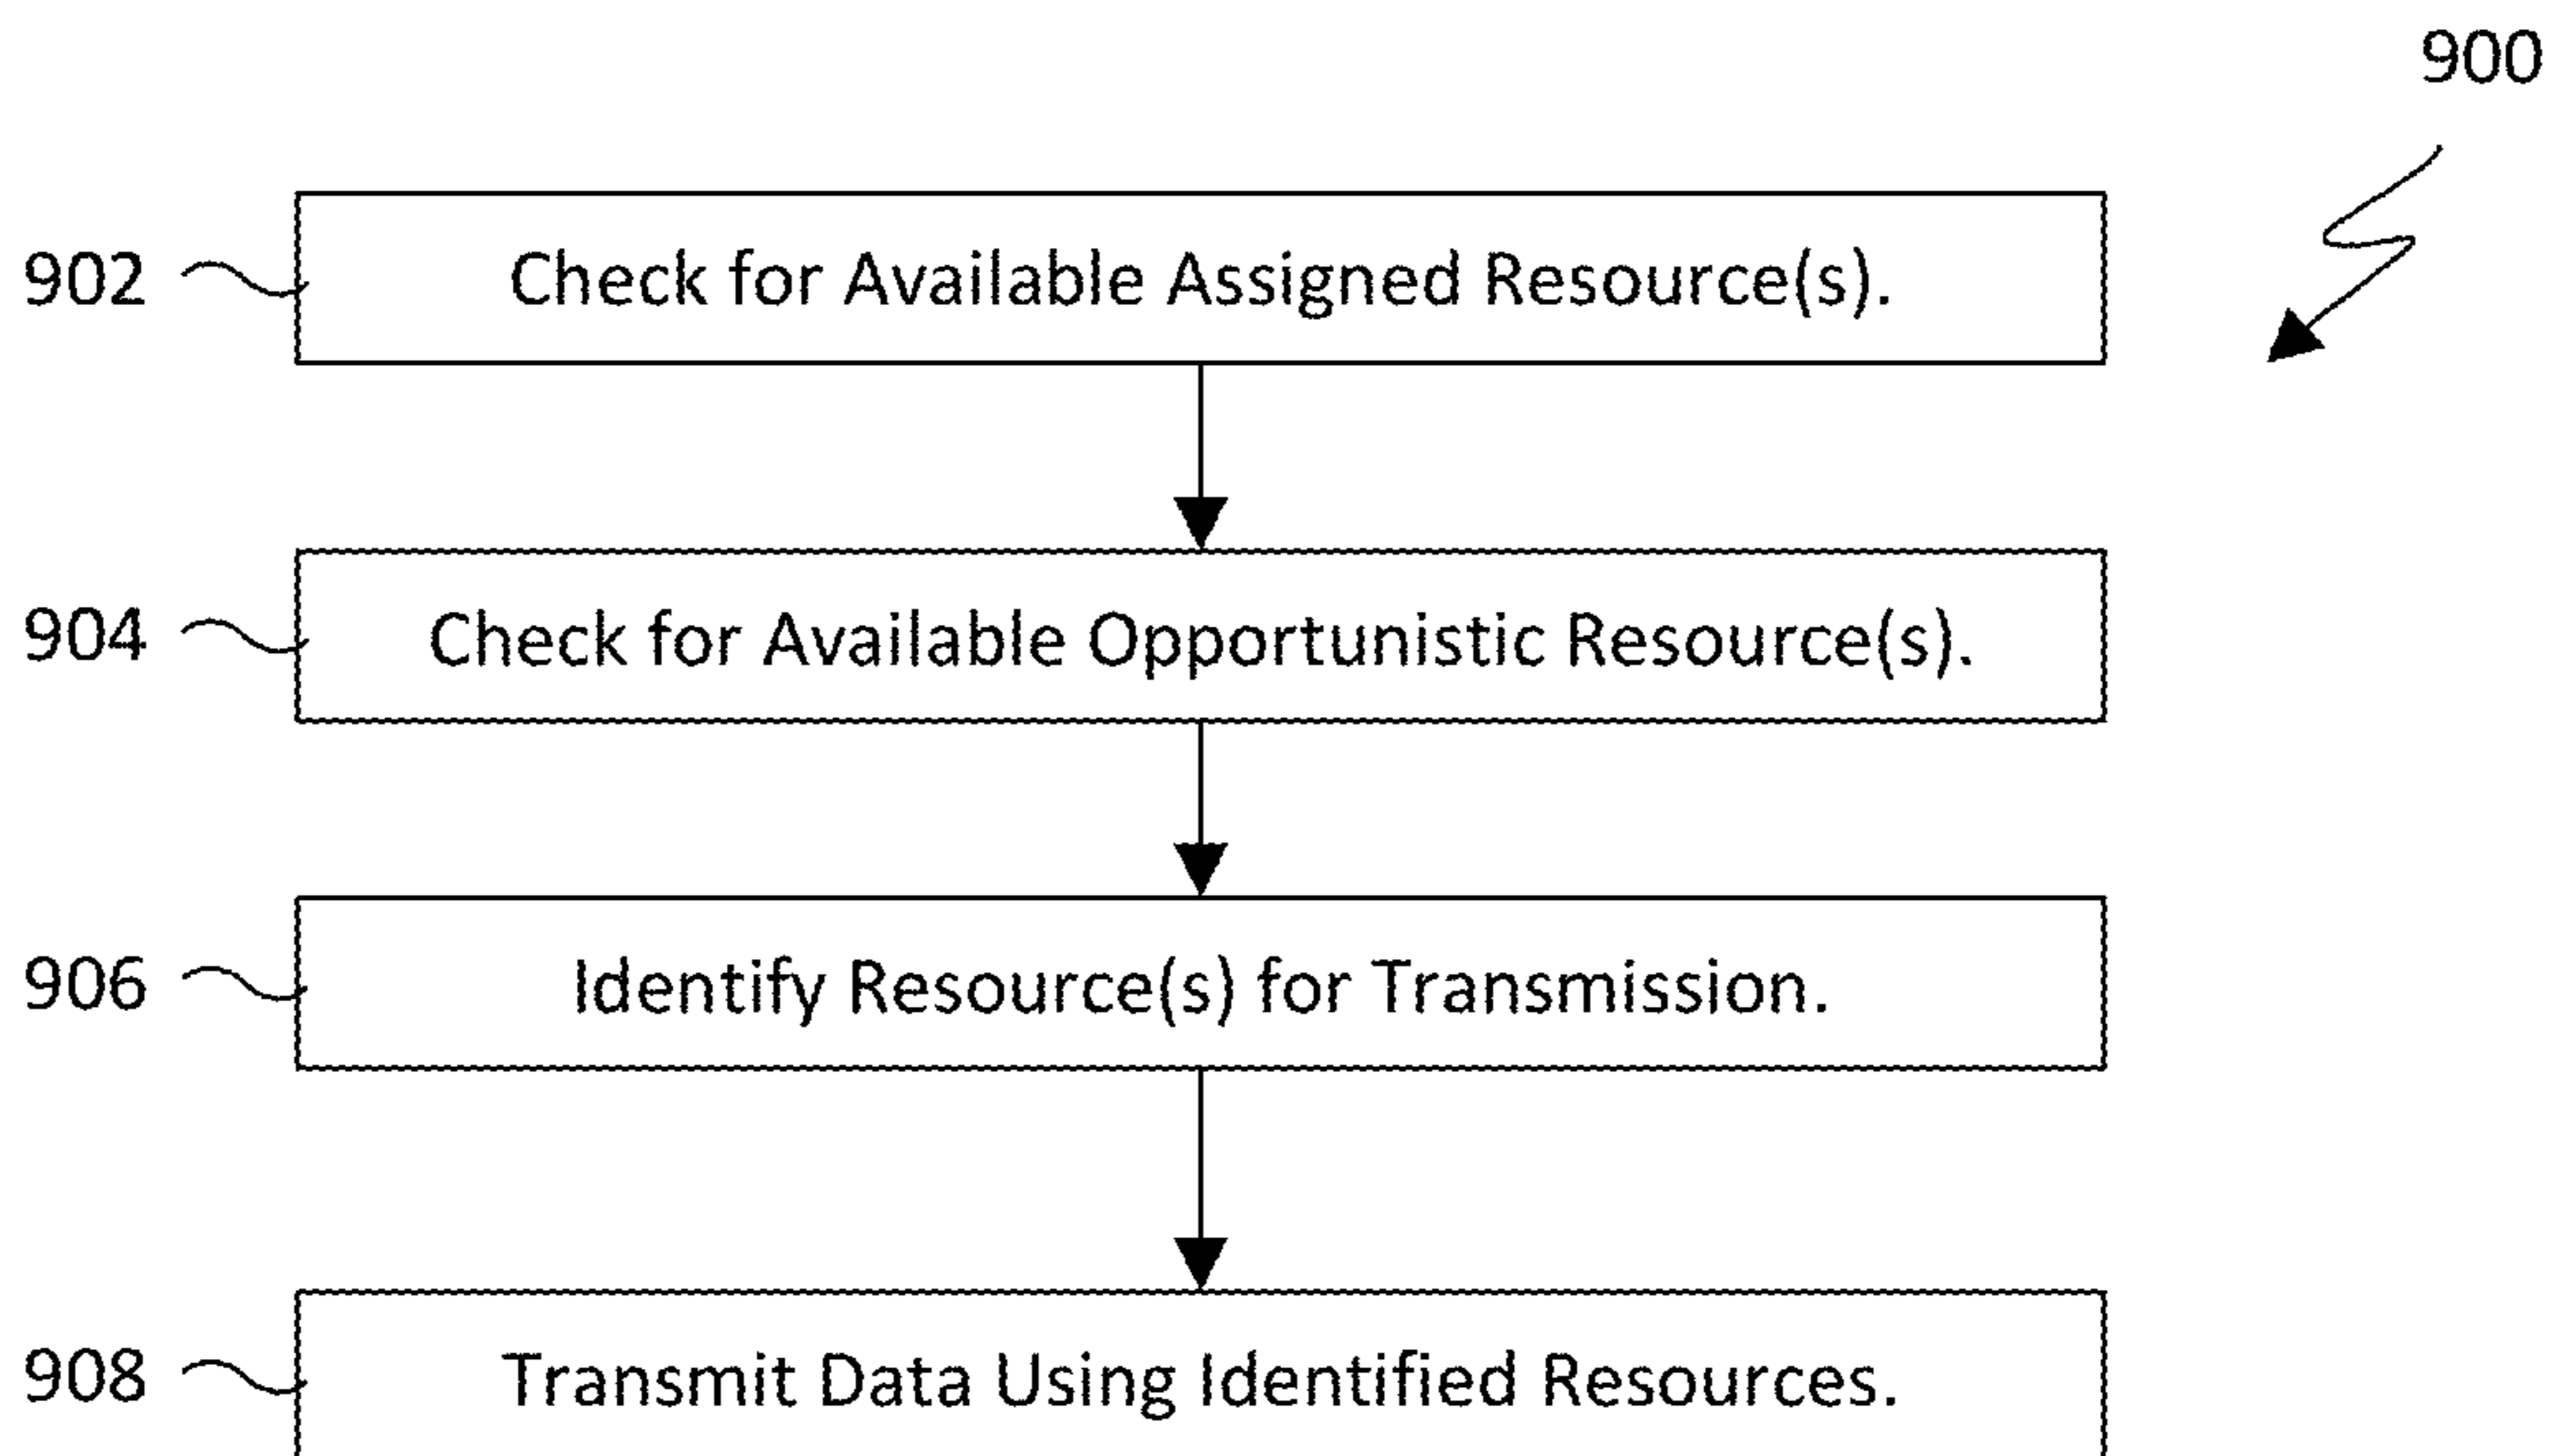 900
902 Check for Available Assigned Resource(s).
904 Check for Available Opportunistic Resource(s).
906 Identify Resource(s) for Transmission.
908 Transmit Data Using Identified Resources.